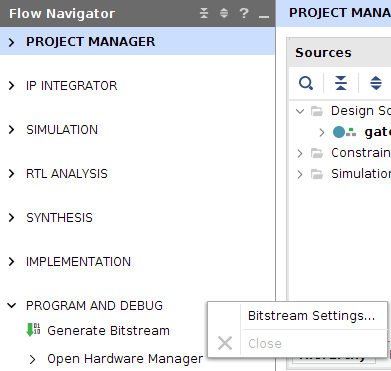 Flow Navigator
PROJECT MANAGER
IP INTEGRATOR
SIMULATION
RTL ANALYSIS
SYNTHESIS
IMPLEMENTATION
PROGRAM AND DEBUG
Generate Bitstream
Open Hardware Manager
PROJECT MANA
Sources
Design So
gate
Constrain
Simulation
Bitstream Settings...
Close